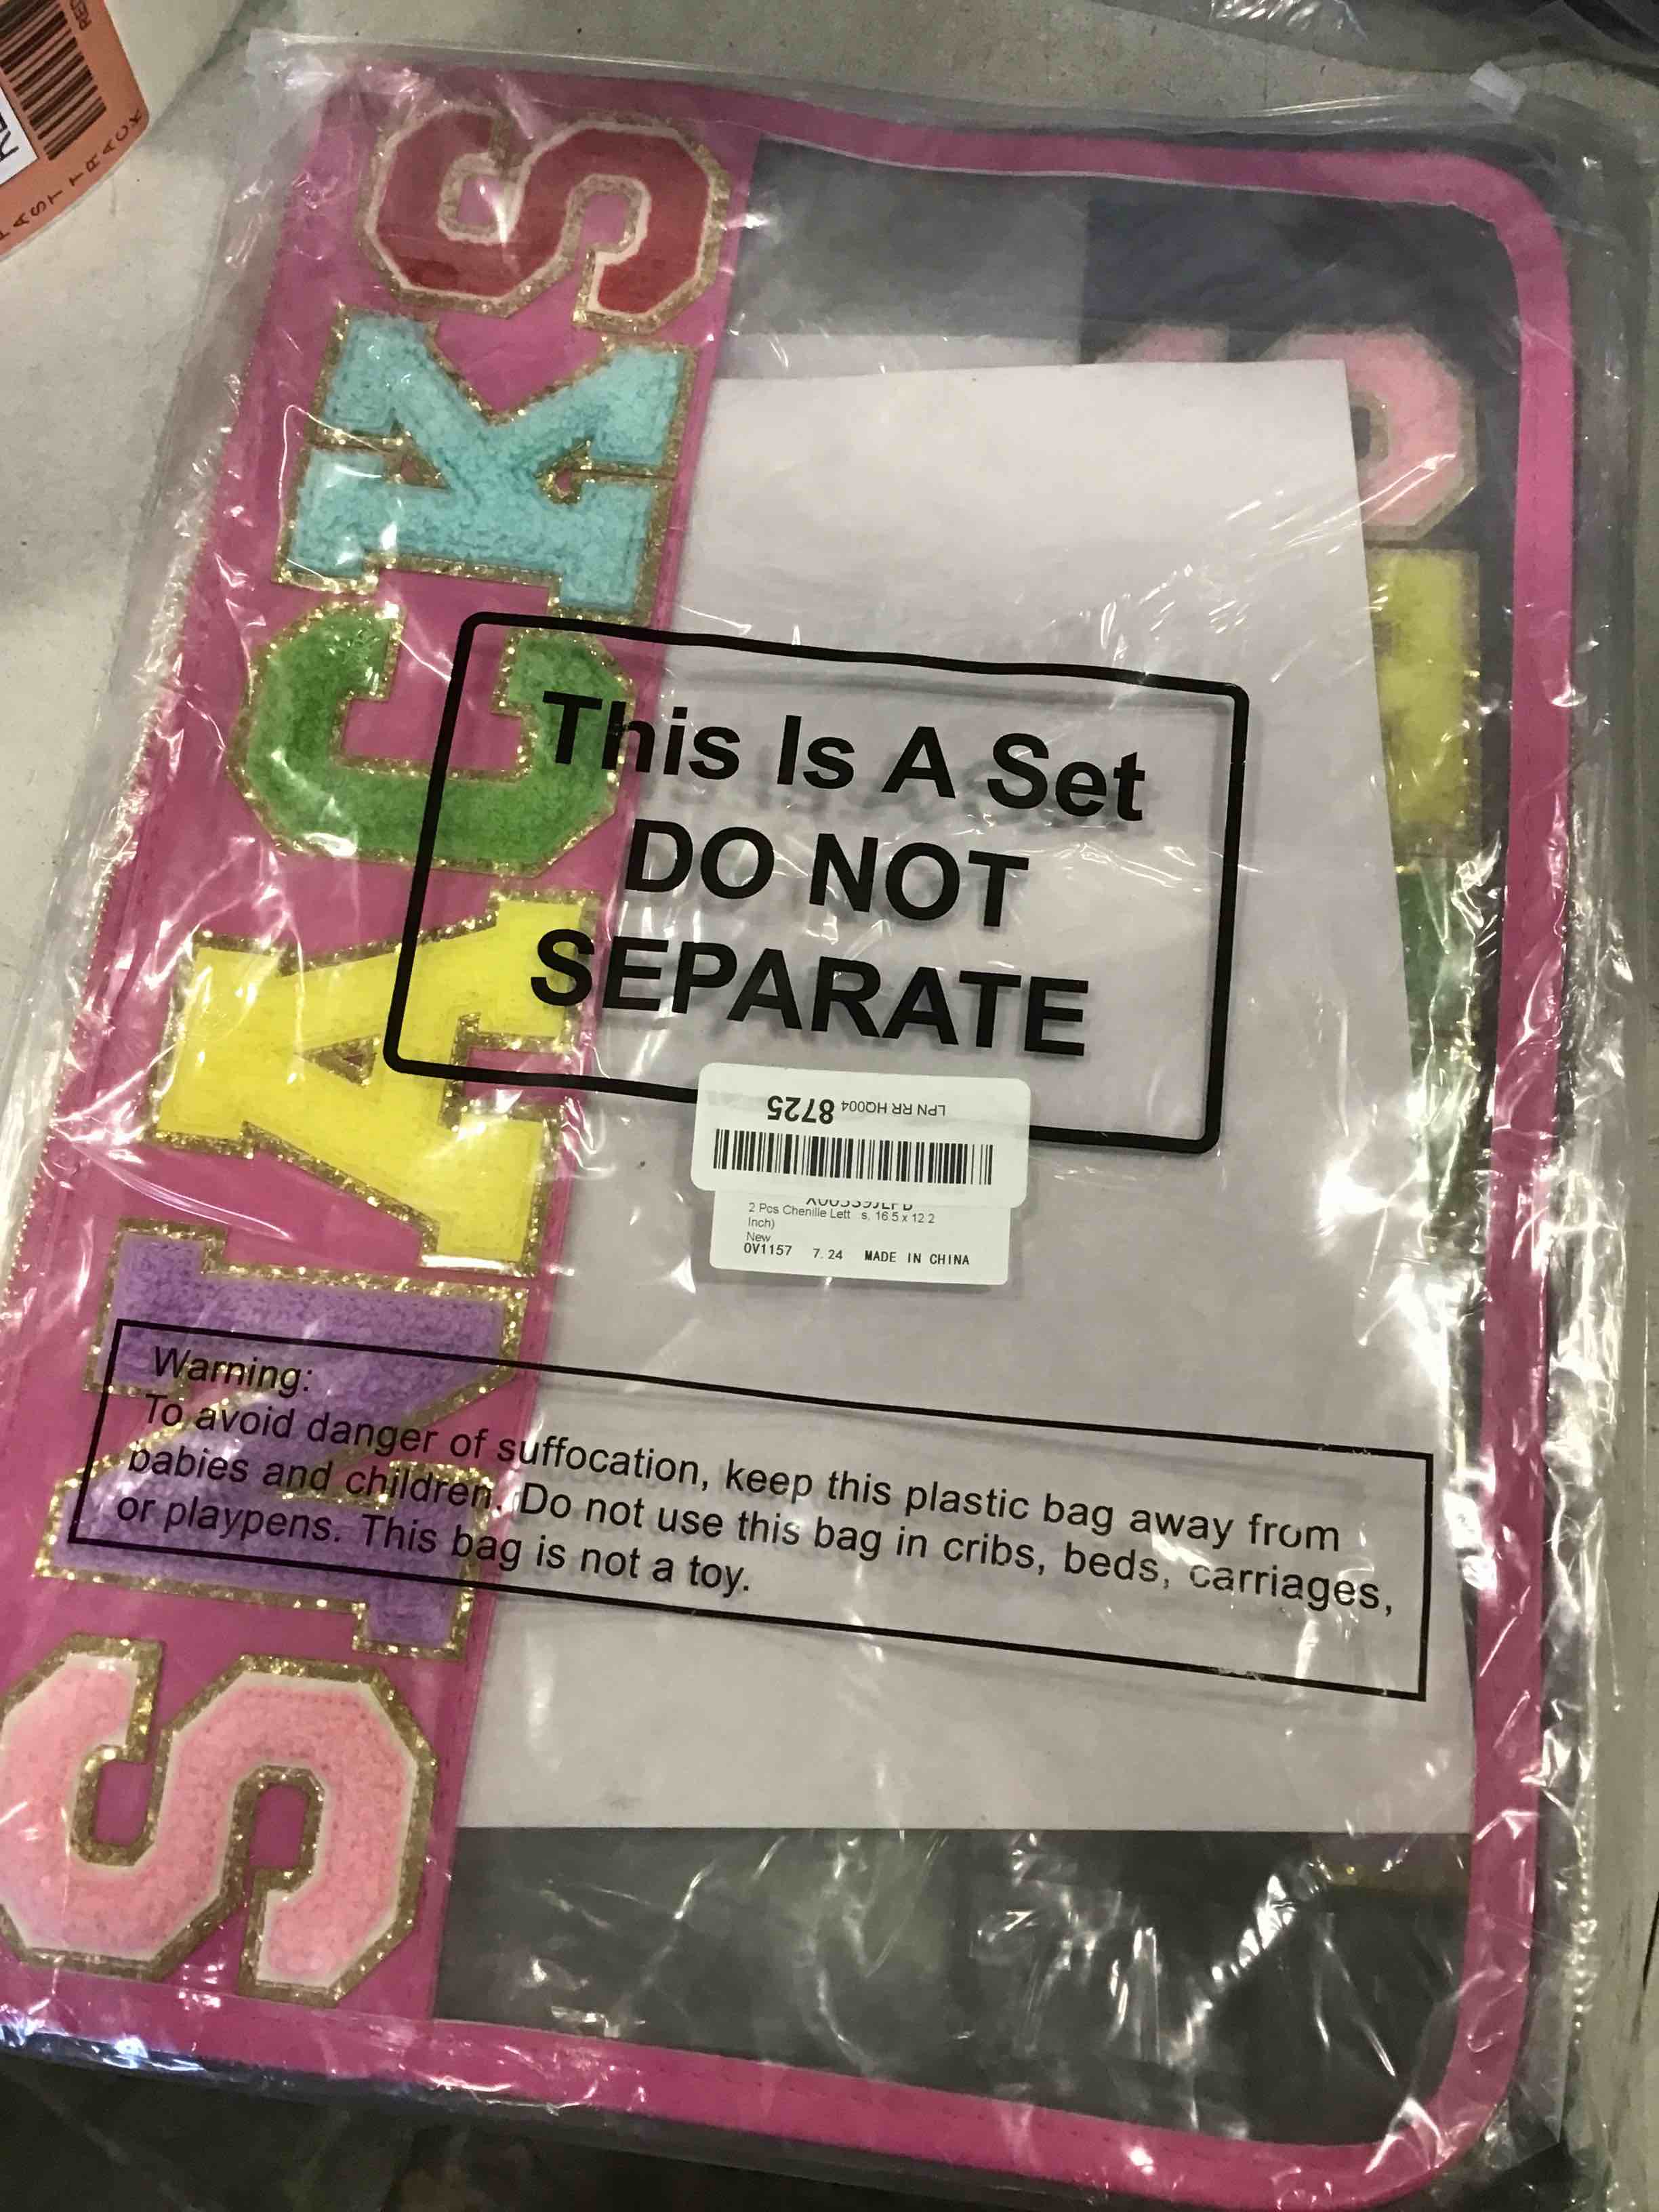 SNACKS
This Is A Set
DO NOT
SEPARATE
LPN RR HQ004 8725
2 Pcs Chenille Lett s, 16.5 x 12.2
Inch)
New
OV1157 7.24 MADE IN CHINA
Warning:
To avoid danger of suffocation, keep this plastic bag away from
babies and children. Do not use this bag in cribs, beds, carriages,
or playpens. This bag is not a toy.
FAST TRACK